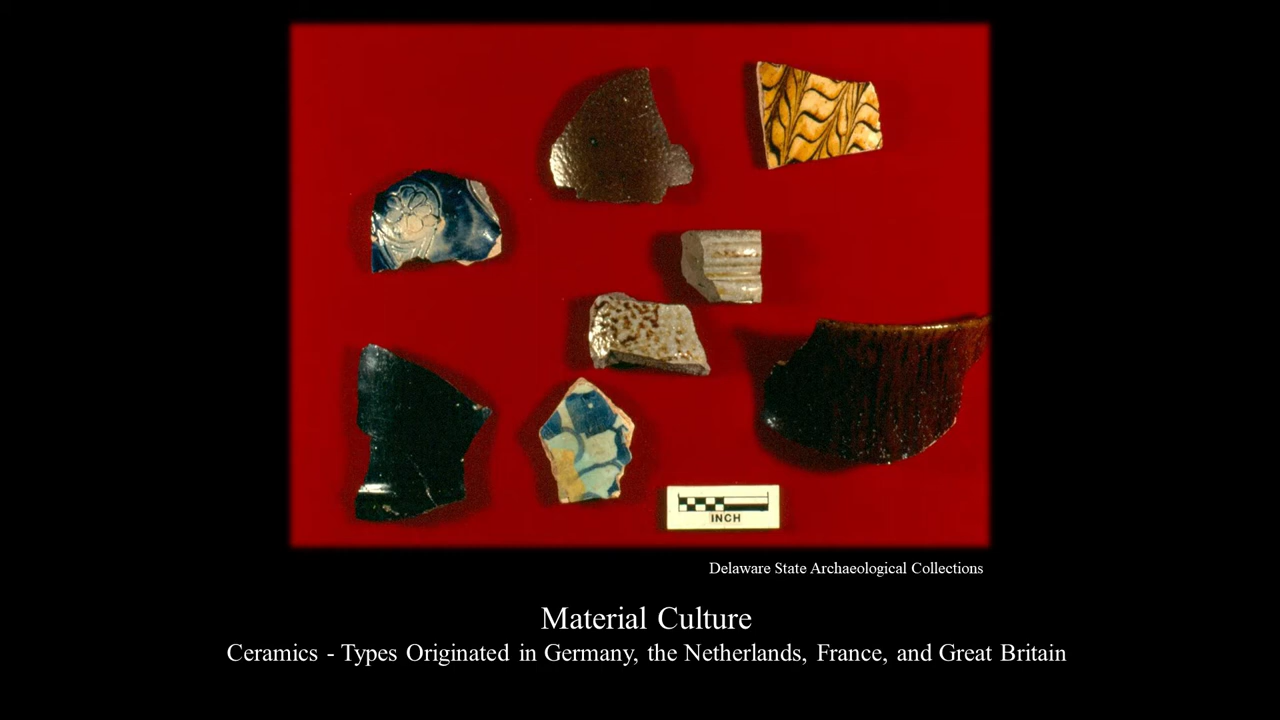 INCH
Delaware State Archaeological Collections
Material Culture
Ceramics - Types Originated in Germany, the Netherlands, France, and Great Britain